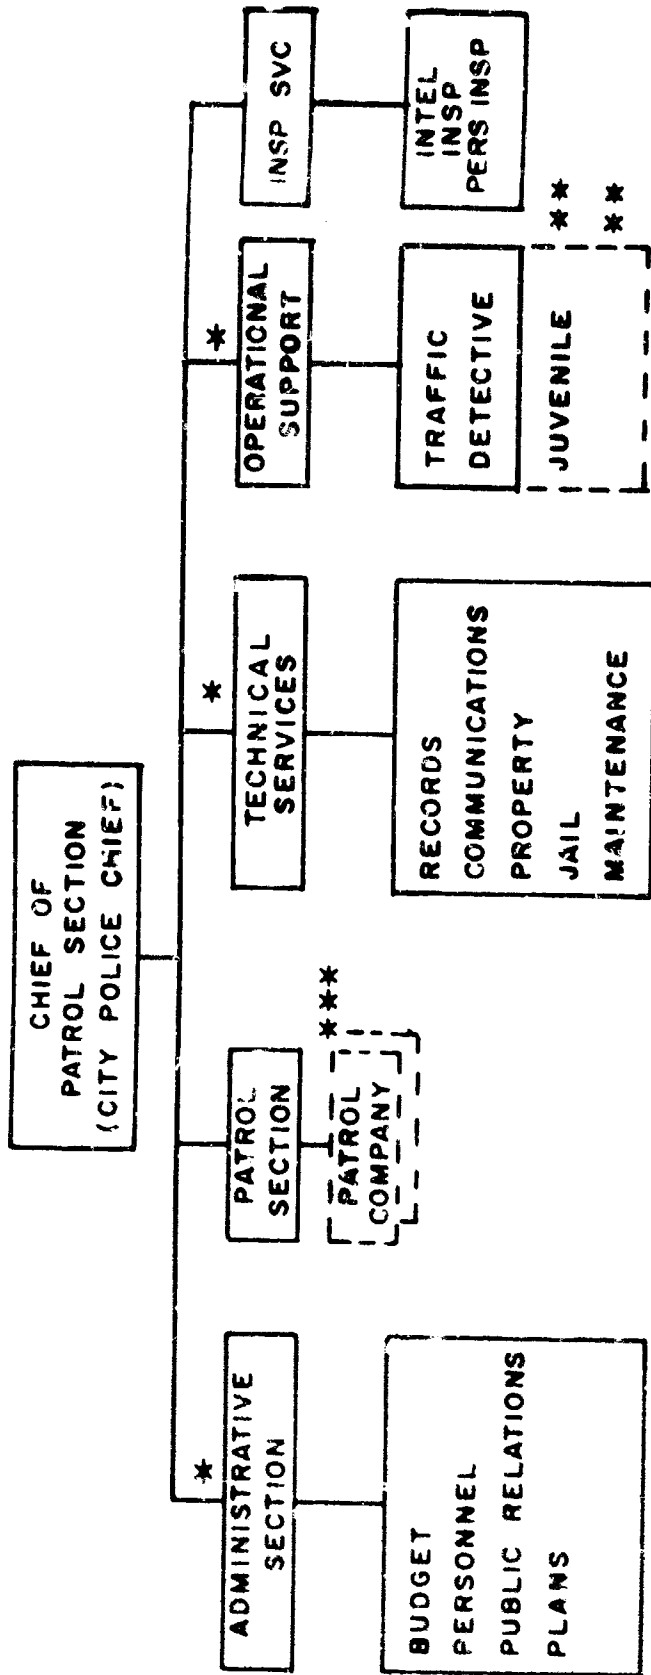 CHIEF OF
PATROL SECTION
(CITY POLICE CHIEF)
*
ADMINISTRATIVE
SECTION
BUDGET
PERSONNEL
PUBLIC RELATIONS
PLANS
PATROL
SECTION
***
PATROL
COMPANY
*
TECHNICAL
SERVICES
RECORDS
COMMUNICATIONS
PROPERTY
JAIL
MAINTENANCE
*
OPERATIONAL
SUPPORT
TRAFFIC
DETECTIVE
JUVENILE
**
**
INSP SVC
INTEL
INSP
PERS INSP